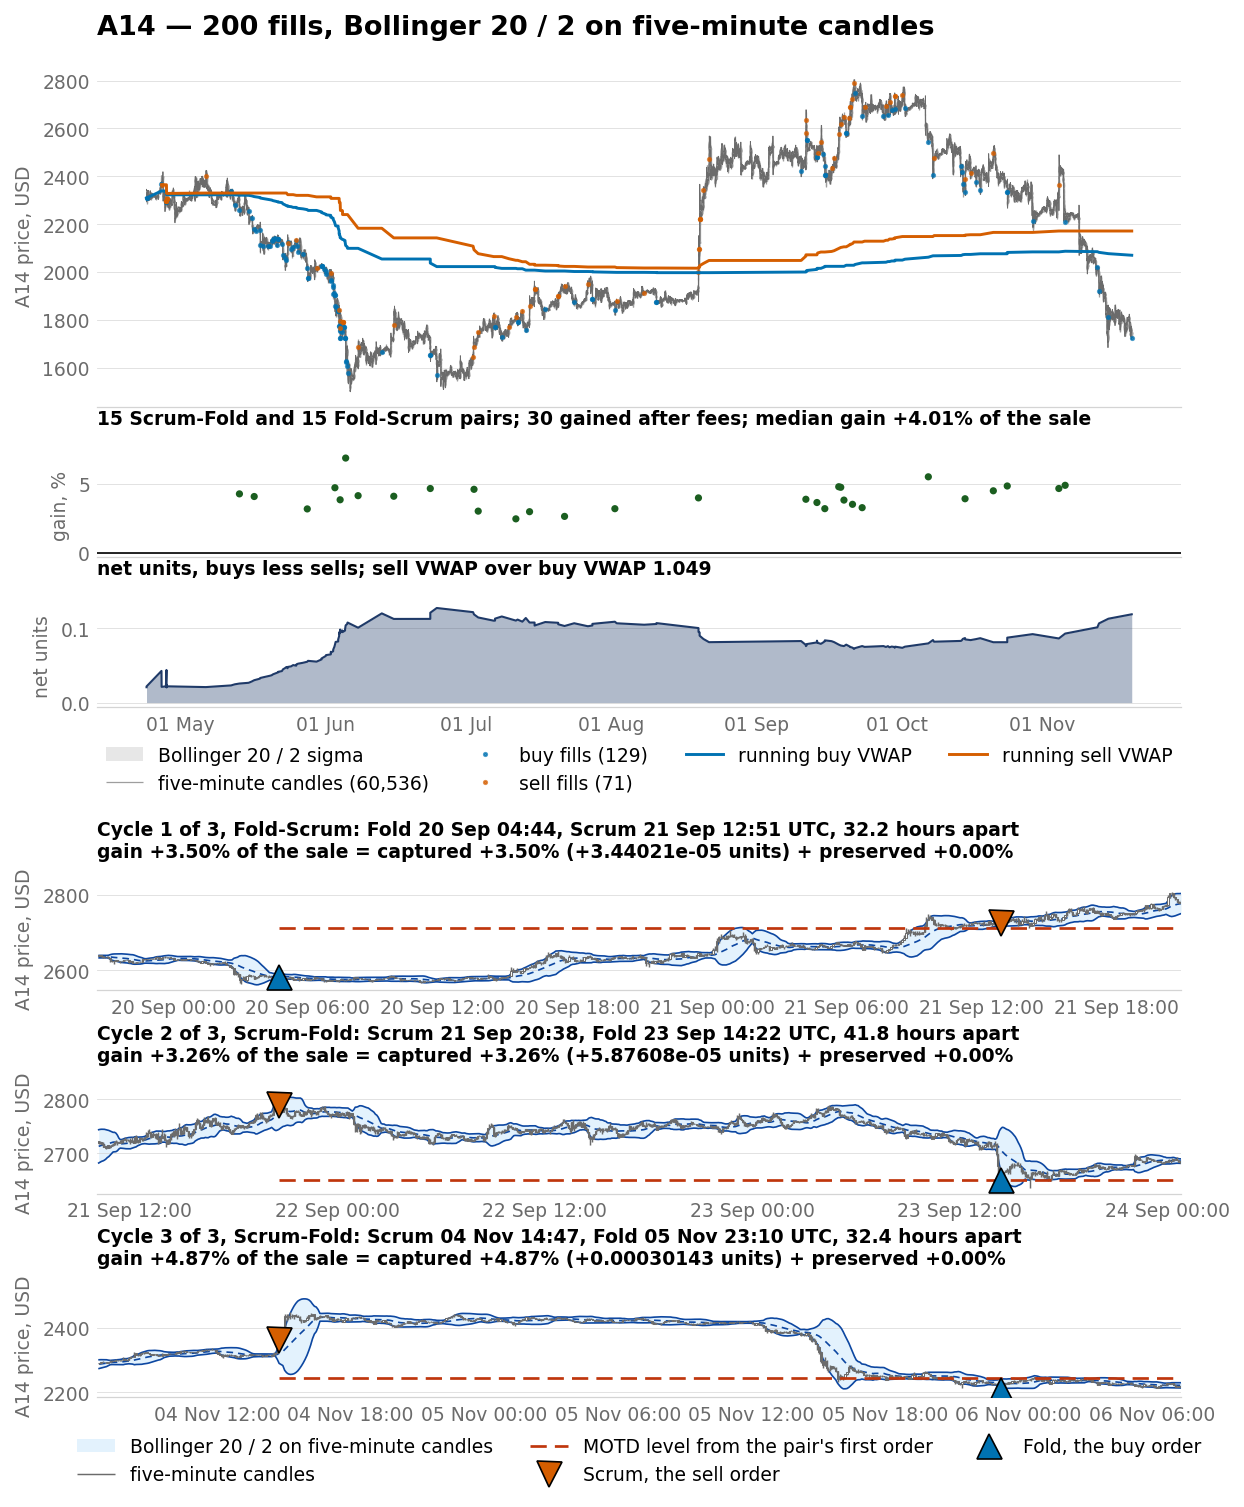 A14 — 200 fills, Bollinger 20 / 2 on five-minute candles
A14 price, USD
2800
2600
2400
2200
2000
1800
1600
15 Scrum-Fold and 15 Fold-Scrum pairs; 30 gained after fees; median gain +4.01% of the sale
gain, %
5
0
net units, buys less sells; sell VWAP over buy VWAP 1.049
net units
0.1
0.0
01 May 01 Jun 01 Jul 01 Aug 01 Sep 01 Oct 01 Nov
Bollinger 20 / 2 sigma buy fills (129) running buy VWAP running sell VWAP
five-minute candles (60,536) sell fills (71)
Cycle 1 of 3, Fold-Scrum: Fold 20 Sep 04:44, Scrum 21 Sep 12:51 UTC, 32.2 hours apart
gain +3.50% of the sale = captured +3.50% (+3.44021e-05 units) + preserved +0.00%
A14 price, USD
2800
2600
20 Sep 00:00 20 Sep 06:00 20 Sep 12:00 20 Sep 18:00 21 Sep 00:00 21 Sep 06:00 21 Sep 12:00 21 Sep 18:00
Cycle 2 of 3, Scrum-Fold: Scrum 21 Sep 20:38, Fold 23 Sep 14:22 UTC, 41.8 hours apart
gain +3.26% of the sale = captured +3.26% (+5.87608e-05 units) + preserved +0.00%
A14 price, USD
2800
2700
21 Sep 12:00 22 Sep 00:00 22 Sep 12:00 23 Sep 00:00 23 Sep 12:00 24 Sep 00:00
Cycle 3 of 3, Scrum-Fold: Scrum 04 Nov 14:47, Fold 05 Nov 23:10 UTC, 32.4 hours apart
gain +4.87% of the sale = captured +4.87% (+0.00030143 units) + preserved +0.00%
A14 price, USD
2400
2200
04 Nov 12:00 04 Nov 18:00 05 Nov 00:00 05 Nov 06:00 05 Nov 12:00 05 Nov 18:00 06 Nov 00:00 06 Nov 06:00
Bollinger 20 / 2 on five-minute candles MOTD level from the pair's first order Fold, the buy order
five-minute candles Scrum, the sell order